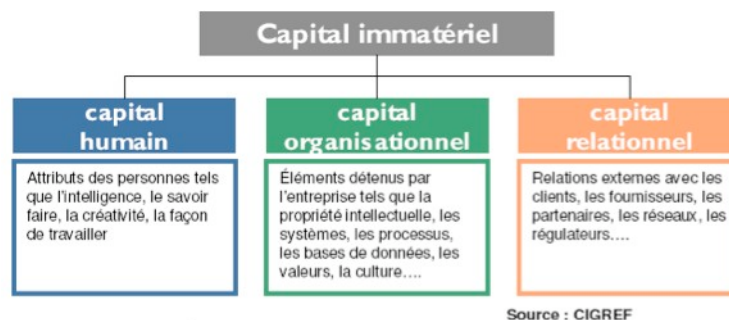 Capital immatériel
capital
humain
Attributs des personnes tels
que l'intelligence, le savoir
faire, la créativité, la façon
de travailler
capital
organisationnel
Éléments détenus par
l'entreprise tels que la
propriété intellectuelle, les
systèmes, les processus,
les bases de données, les
valeurs, la culture....
capital
relationnel
Relations externes avec les
clients, les fournisseurs, les
partenaires, les réseaux, les
régulateurs....
Source : CIGREF